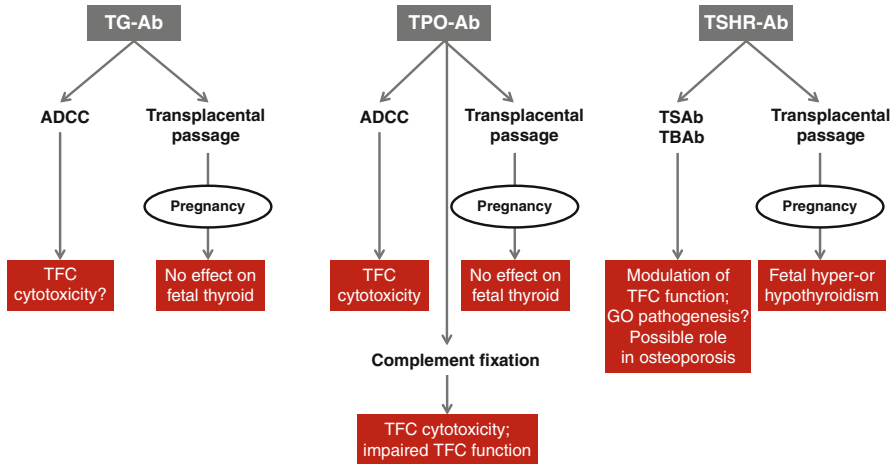 TG-Ab
ADCC
Transplacental
passage
Pregnancy
TFC
cytotoxicity?
No effect on
fetal thyroid
TPO-Ab
ADCC
Transplacental
passage
Pregnancy
TFC
cytotoxicity
No effect on
fetal thyroid
Complement fixation
TFC cytotoxicity;
impaired TFC function
TSHR-Ab
TSAb
TBAb
Transplacental
passage
Pregnancy
Modulation of
TFC function;
GO pathogenesis?
Possible role
in osteoporosis
Fetal hyper-or
hypothyroidism